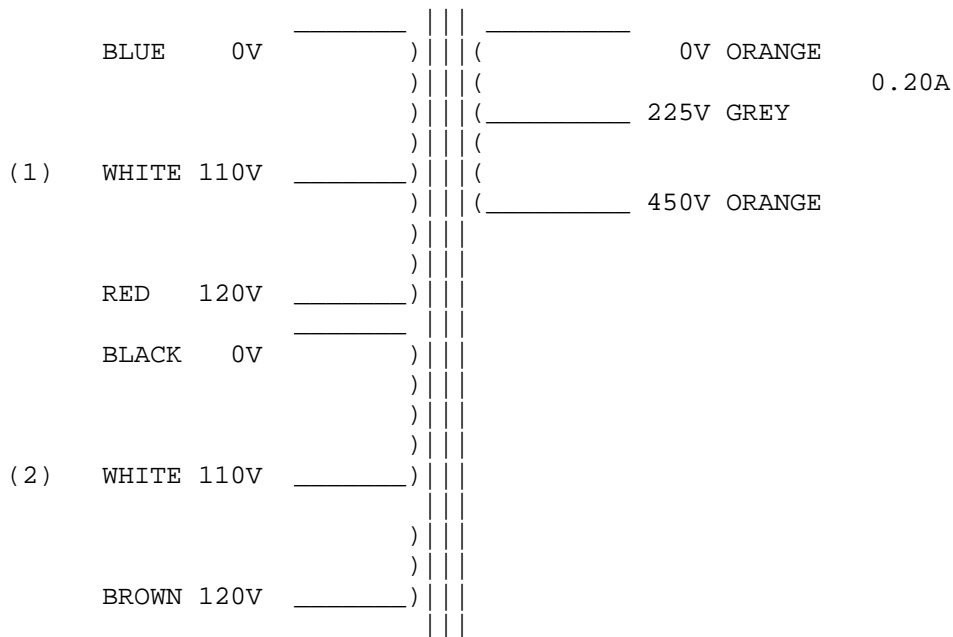 BLUE 0V 0V ORANGE
0.20A
225V GREY
(1) WHITE 110V
450V ORANGE
RED 120V
BLACK 0V
(2) WHITE 110V
BROWN 120V